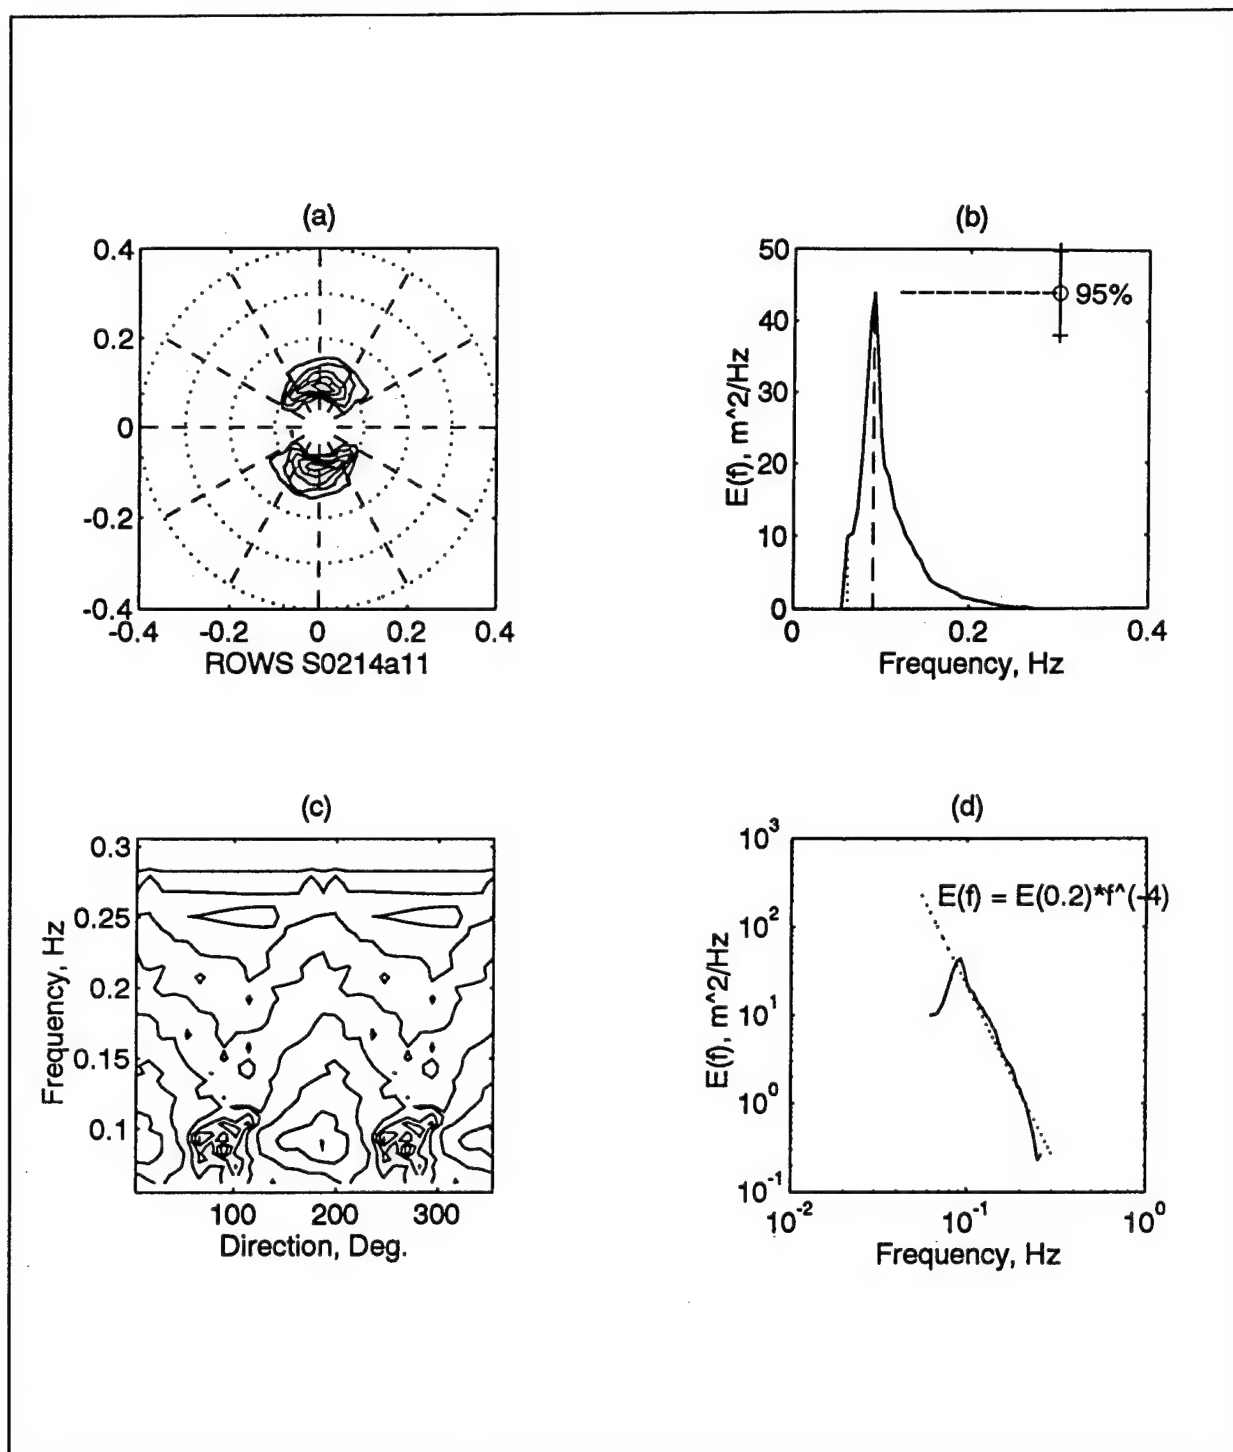 (a)
0.4
0.2
0
-0.2
-0.4
-0.4 -0.2 0 0.2 0.4
ROWS S0214a11
(b)
50
40
30
20
10
0
E(f), m^2/Hz
95%
0 0.2 0.4
Frequency, Hz
(c)
0.3
0.25
0.2
0.15
0.1
Frequency, Hz
100 200 300
Direction, Deg.
(d)
10^3
10^2
10^1
10^0
10^-1
E(f), m^2/Hz
E(f) = E(0.2)*f^(-4)
10^-2 10^-1 10^0
Frequency, Hz